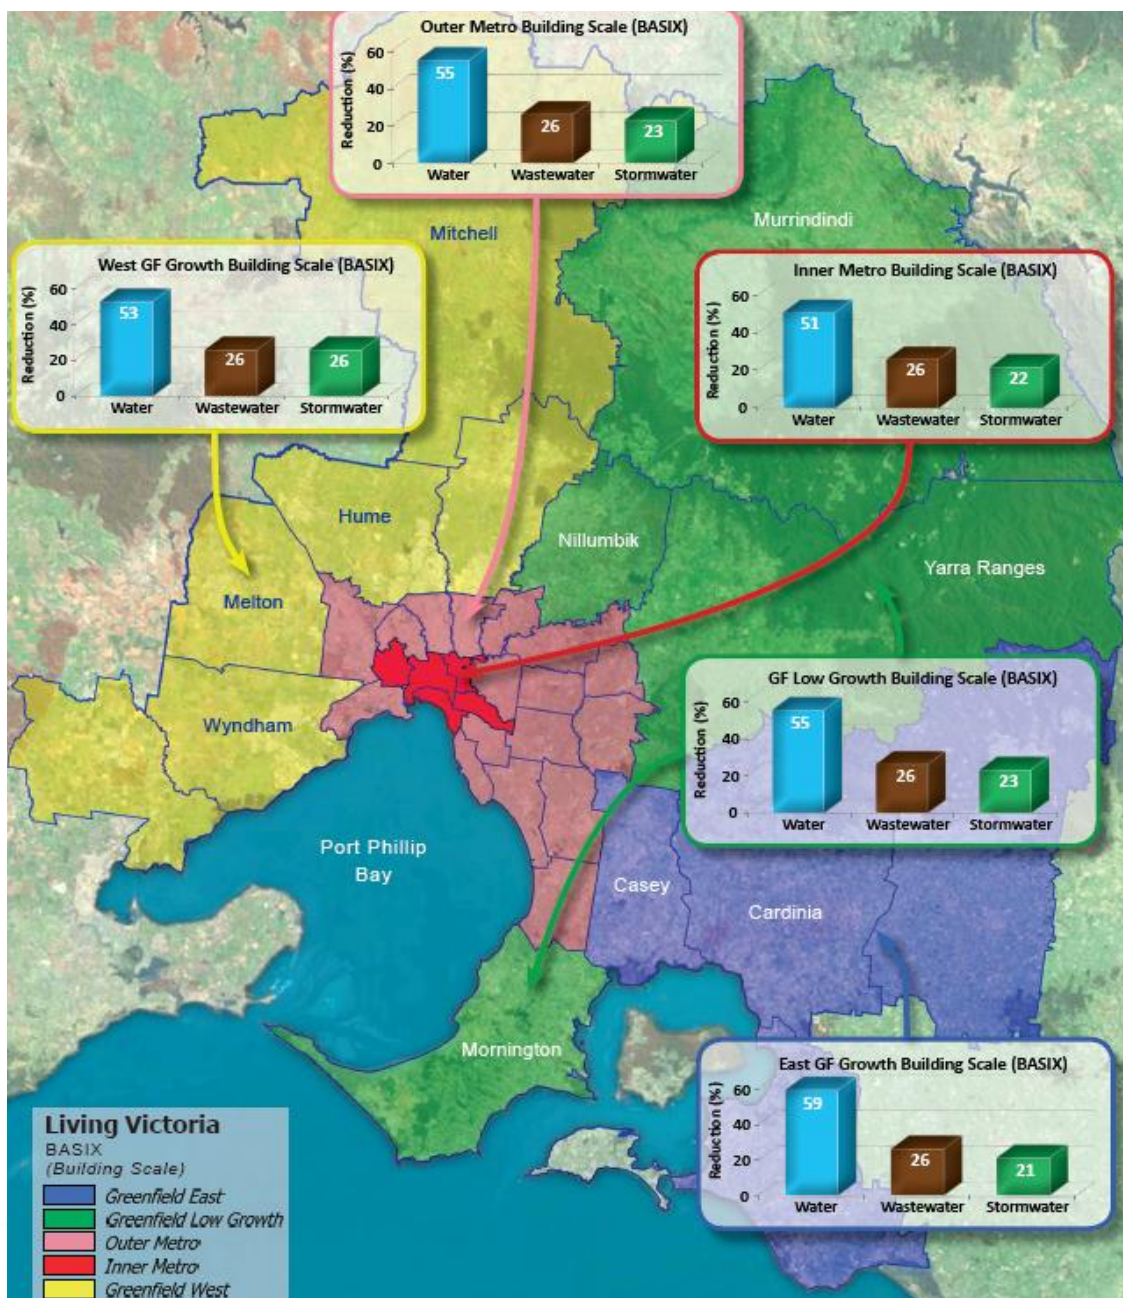 Outer Metro Building Scale (BASIX)
Reduction (%)
60
40
20
0
55
26
23
Water
Wastewater
Stormwater
Murrindindi
Mitchell
West GF Growth Building Scale (BASIX)
Reduction (%)
60
40
20
0
53
26
26
Water
Wastewater
Stormwater
Inner Metro Building Scale (BASIX)
Reduction (%)
60
40
20
0
51
26
22
Water
Wastewater
Stormwater
Hume
Nillumbik
Yarra Ranges
Melton
Wyndham
GF Low Growth Building Scale (BASIX)
Reduction (%)
60
40
20
0
55
26
23
Water
Wastewater
Stormwater
Port Phillip
Bay
Casey
Cardinia
Mornington
East GF Growth Building Scale (BASIX)
Reduction (%)
60
40
20
0
59
26
21
Water
Wastewater
Stormwater
Living Victoria
BASIX
(Building Scale)
Greenfield East
Greenfield Low Growth
Outer Metro
Inner Metro
Greenfield West